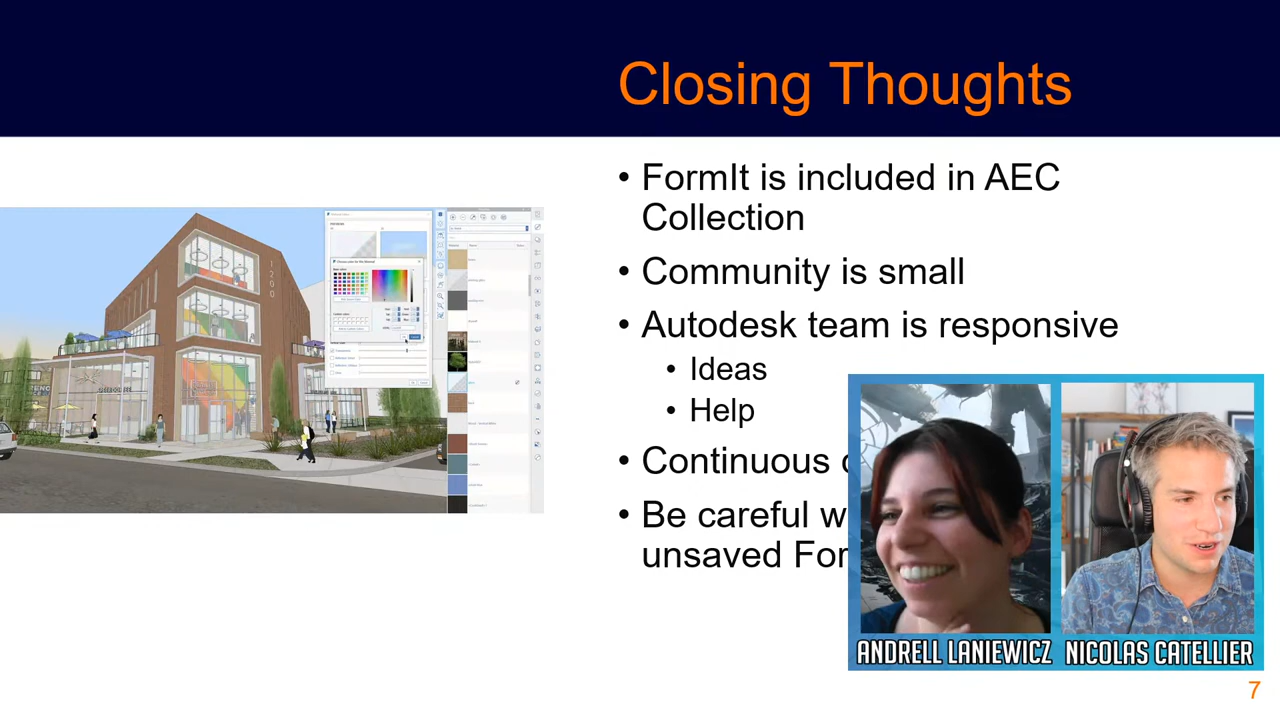 Closing Thoughts
• FormIt is included in AEC
Collection
• Community is small
• Autodesk team is responsive
• Ideas
• Help
• Continuous
• Be careful
unsaved
1200
ANDRELL LANIEWICZ
NICOLAS CATELLIER
7